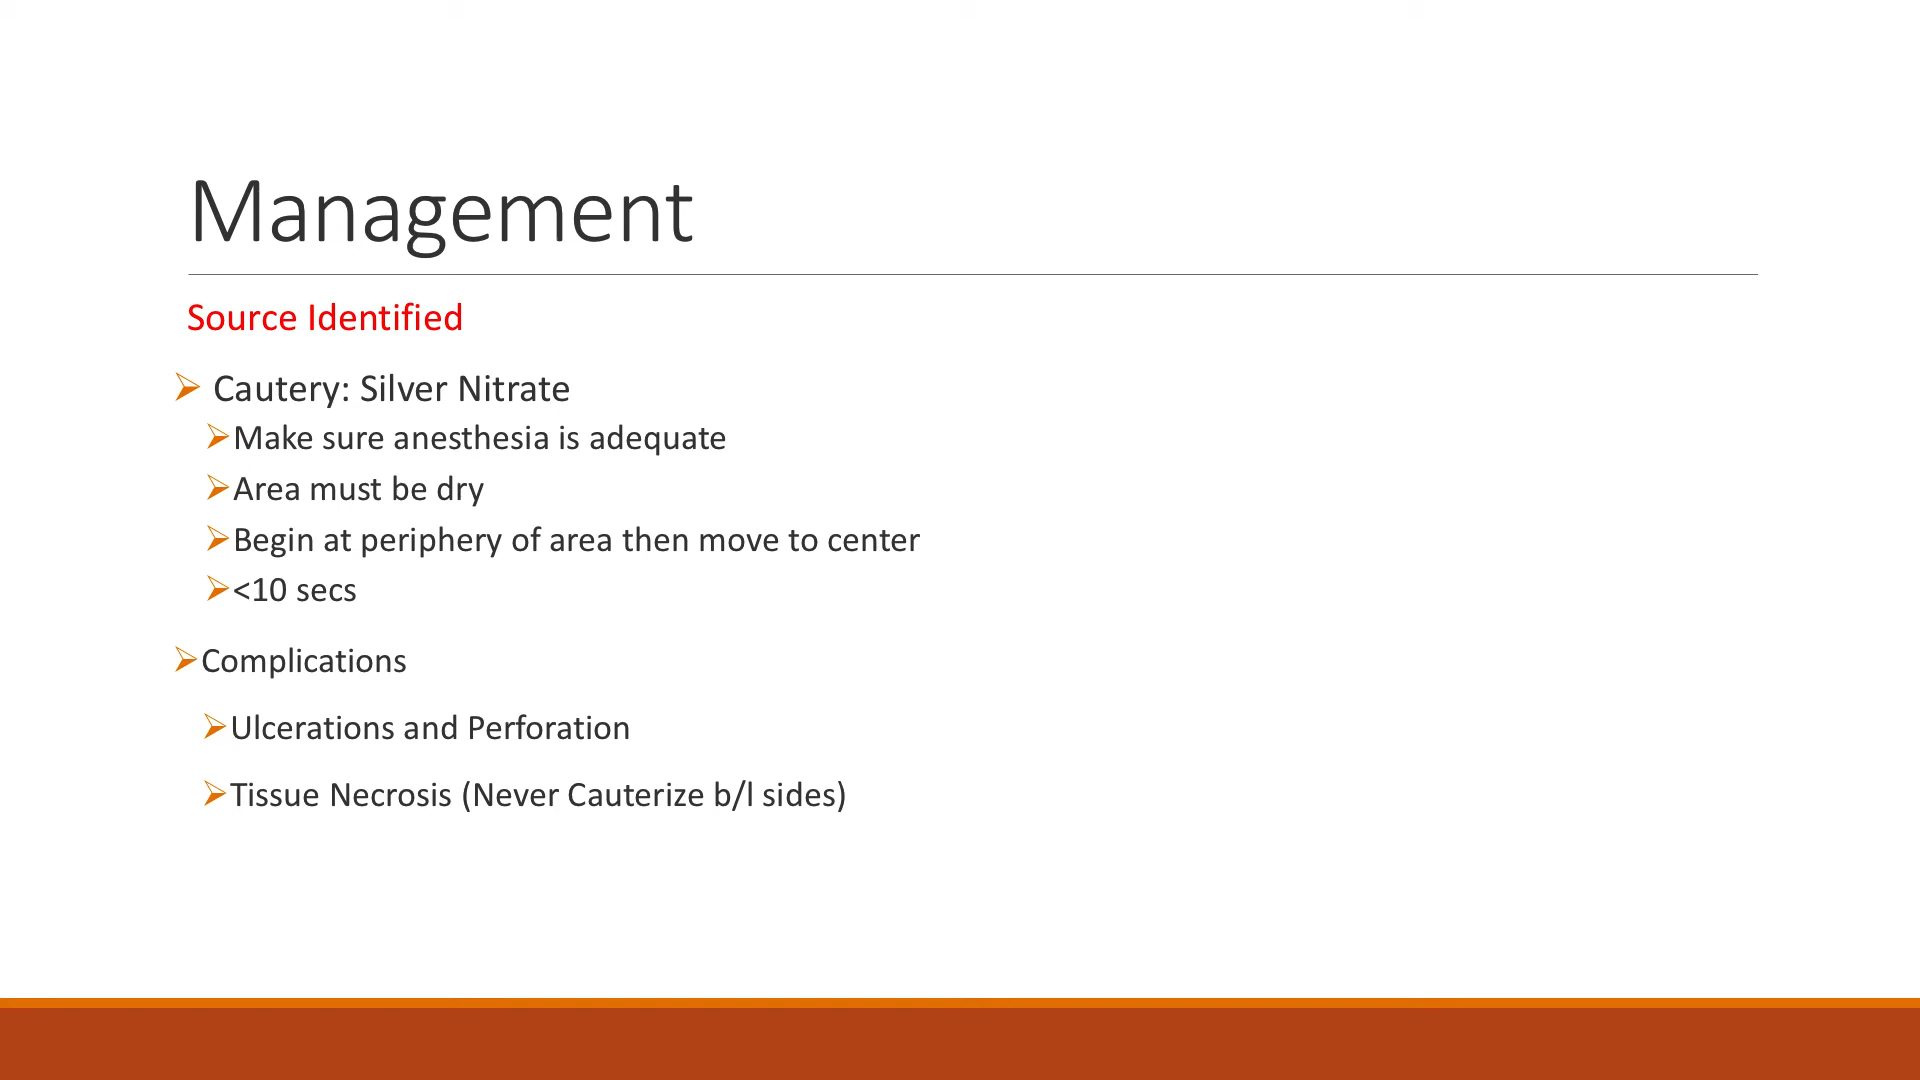 Management
Source Identified
Cautery: Silver Nitrate
Make sure anesthesia is adequate
Area must be dry
Begin at periphery of area then move to center
<10 secs
Complications
Ulcerations and Perforation
Tissue Necrosis (Never Cauterize b/l sides)